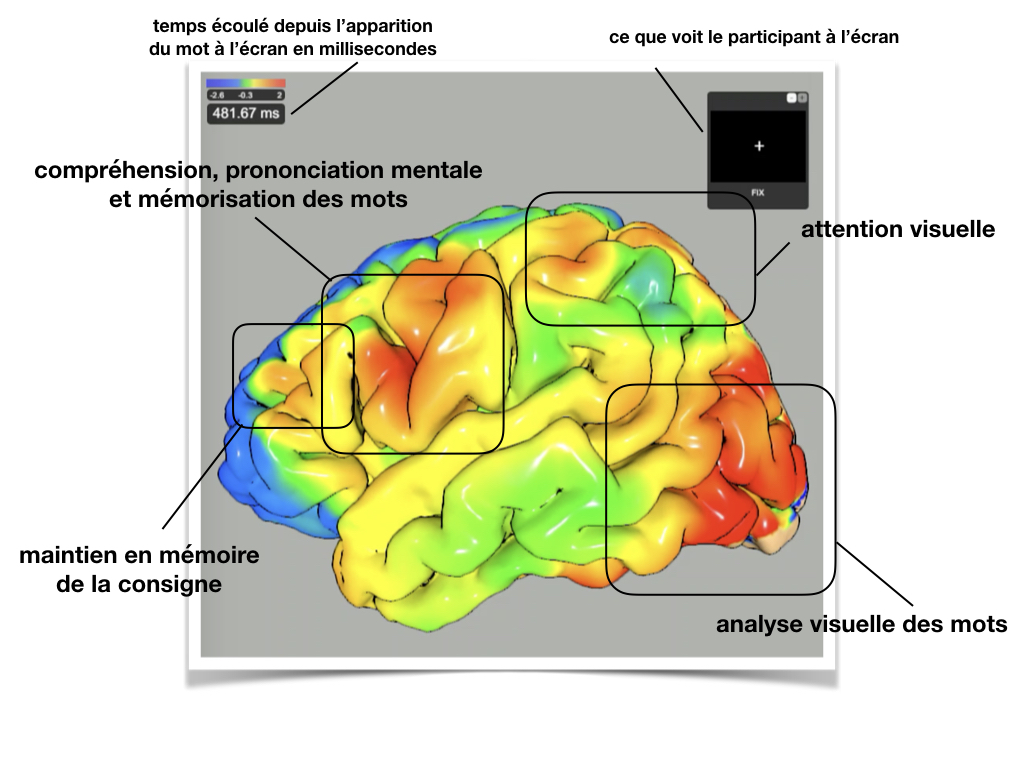 temps écoulé depuis l'apparition
du mot à l'écran en millisecondes
ce que voit le participant à l'écran
-2.6 -0.3 2
481.67 ms
+
FIX
compréhension, prononciation mentale
et mémorisation des mots
attention visuelle
maintien en mémoire
de la consigne
analyse visuelle des mots